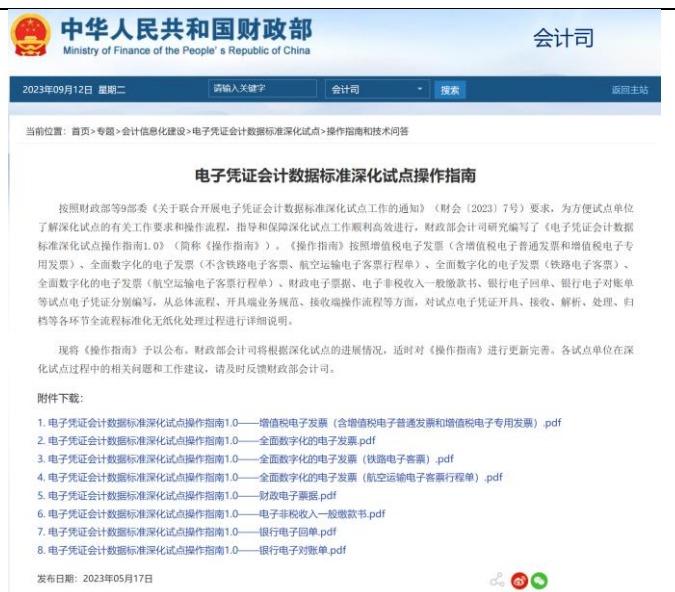 中华人民共和国财政部
Ministry of Finance of the People's Republic of China
会计司
2023年09月12日 星期二
请输入关键字
会计司
搜索
返回主站
当前位置：首页>专题>会计信息化建设>电子凭证会计数据标准深化试点>操作指南和技术问答
电子凭证会计数据标准深化试点操作指南
按照财政部等9部委《关于联合开展电子凭证会计数据标准深化试点工作的通知》（财会〔2023〕7号）要求，为方便试点单位
了解深化试点的有关工作要求和操作流程，指导和保障深化试点工作顺利高效进行，财政部会计司研究编写了《电子凭证会计数据
标准深化试点操作指南1.0》（简称《操作指南》）。《操作指南》按照增值税电子发票（含增值税电子普通发票和增值税电子专
用发票）、全面数字化的电子发票（不含铁路电子客票、航空运输电子客票行程单）、全面数字化的电子发票（铁路电子客票）、
全面数字化的电子发票（航空运输电子客票行程单）、财政电子票据、电子非税收入一般缴款书、银行电子回单、银行电子对账单
等试点电子凭证分别编写，从总体流程、开具端业务规范、接收端操作流程等方面，对试点电子凭证开具、接收、解析、处理、归
档等各环节全流程标准化无纸化处理过程进行详细说明。
现将《操作指南》予以公布，财政部会计司将根据深化试点的进展情况，适时对《操作指南》进行更新完善。各试点单位在深
化试点过程中的相关问题和工作建议，请及时反馈财政部会计司。
附件下载：
1. 电子凭证会计数据标准深化试点操作指南1.0——增值税电子发票（含增值税电子普通发票和增值税电子专用发票）.pdf
2. 电子凭证会计数据标准深化试点操作指南1.0——全面数字化的电子发票.pdf
3. 电子凭证会计数据标准深化试点操作指南1.0——全面数字化的电子发票（铁路电子客票）.pdf
4. 电子凭证会计数据标准深化试点操作指南1.0——全面数字化的电子发票（航空运输电子客票行程单）.pdf
5. 电子凭证会计数据标准深化试点操作指南1.0——财政电子票据.pdf
6. 电子凭证会计数据标准深化试点操作指南1.0——电子非税收入一般缴款书.pdf
7. 电子凭证会计数据标准深化试点操作指南1.0——银行电子回单.pdf
8. 电子凭证会计数据标准深化试点操作指南1.0——银行电子对账单.pdf
发布日期：2023年05月17日